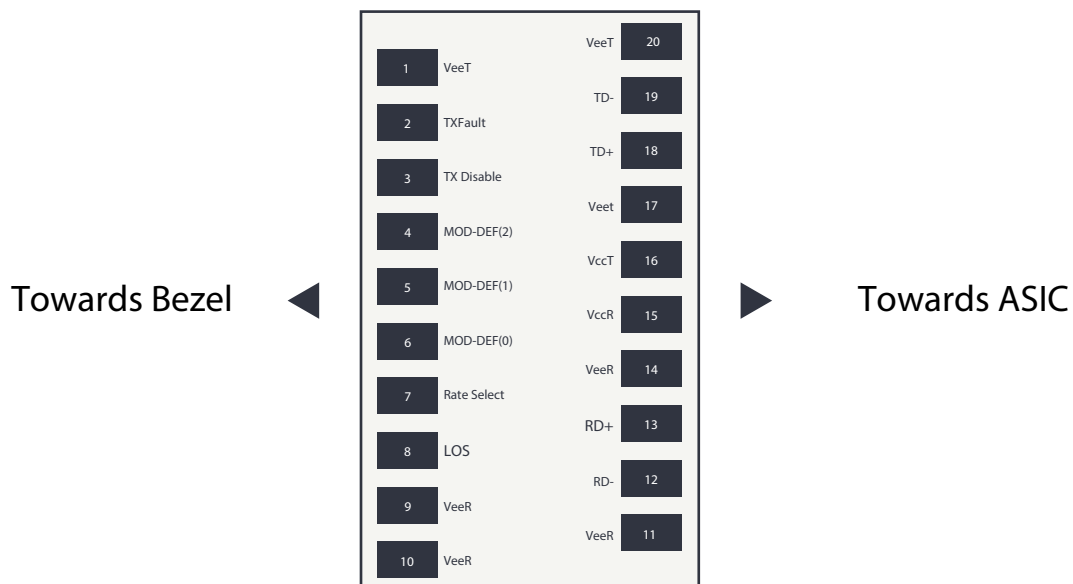 VeeT 20
1 VeeT
TD- 19
2 TXFault
TD+ 18
3 TX Disable
Veet 17
4 MOD-DEF(2)
VccT 16
5 MOD-DEF(1)
Towards Bezel
Towards ASIC
VccR 15
6 MOD-DEF(0)
VeeR 14
7 Rate Select
RD+ 13
8 LOS
RD- 12
9 VeeR
VeeR 11
10 VeeR